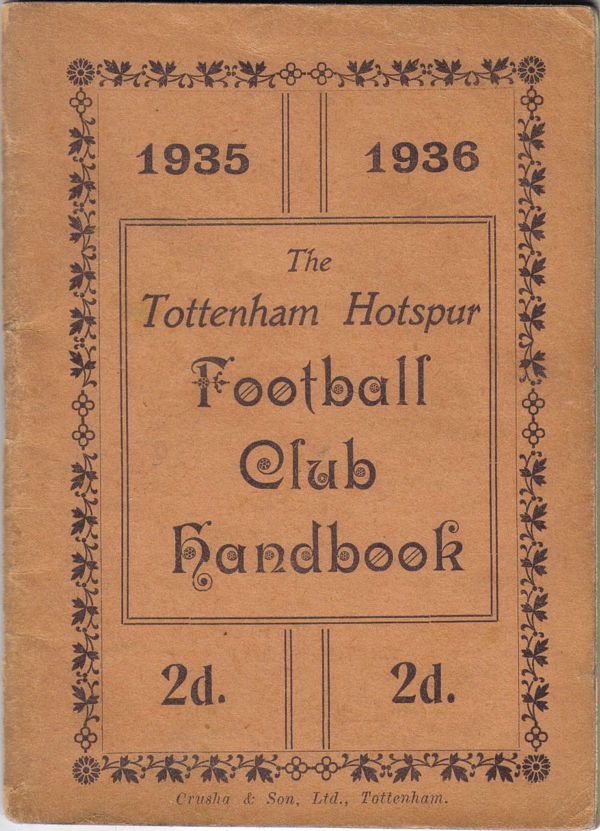 1935 1936
The
Tottenham Hotspur
Football
Club
Handbook
2d. 2d.
Crusha & Son, Ltd., Tottenham.